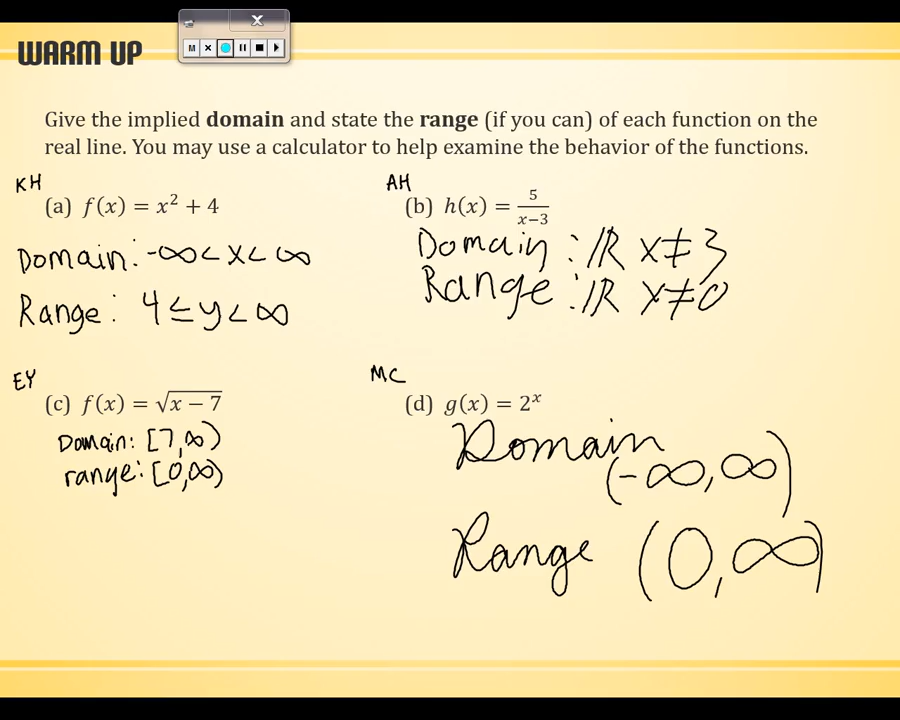 WARM UP
X
M
Give the implied domain and state the range (if you can) of each function on the
real line. You may use a calculator to help examine the behavior of the functions.
KH
(a) f(x) = x² + 4
Domain: -∞ < x < ∞
Range: 4 ≤ y < ∞
AH
(b) h(x) = 5/(x−3)
Domain: ℝ x ≠ 3
Range: ℝ x ≠ 0
EY
(c) f(x) = √(x − 7)
Domain: [7, ∞)
range: [0, ∞)
MC
(d) g(x) = 2ˣ
Domain
(-∞, ∞)
Range (0, ∞)